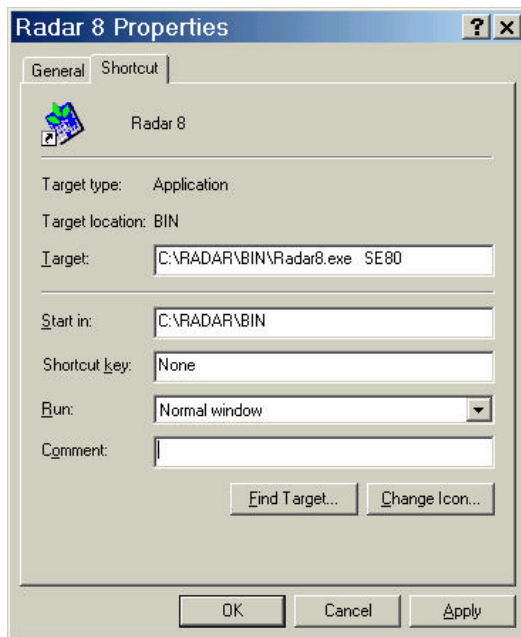 Radar 8 Properties ? X
General Shortcut
Radar 8
Target type: Application
Target location: BIN
Target: C:\RADAR\BIN\Radar8.exe SE80
Start in: C:\RADAR\BIN
Shortcut key: None
Run: Normal window
Comment:
Find Target... Change Icon...
OK Cancel Apply